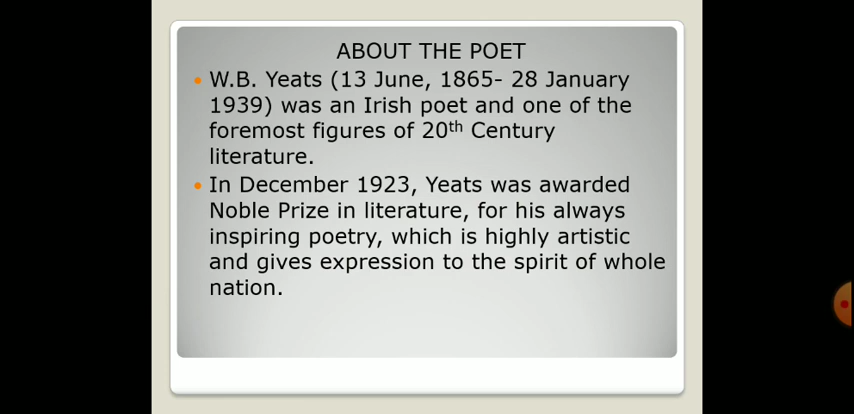 ABOUT THE POET
• W.B. Yeats (13 June, 1865- 28 January
1939) was an Irish poet and one of the
foremost figures of 20th Century
literature.
• In December 1923, Yeats was awarded
Noble Prize in literature, for his always
inspiring poetry, which is highly artistic
and gives expression to the spirit of whole
nation.